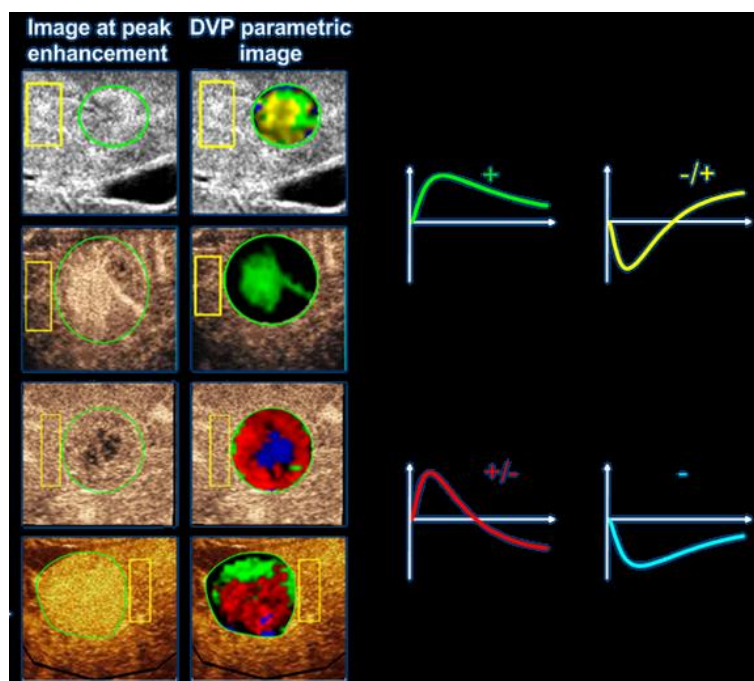 Image at peak
enhancement
DVP parametric
image
+
-/+
+/-
-